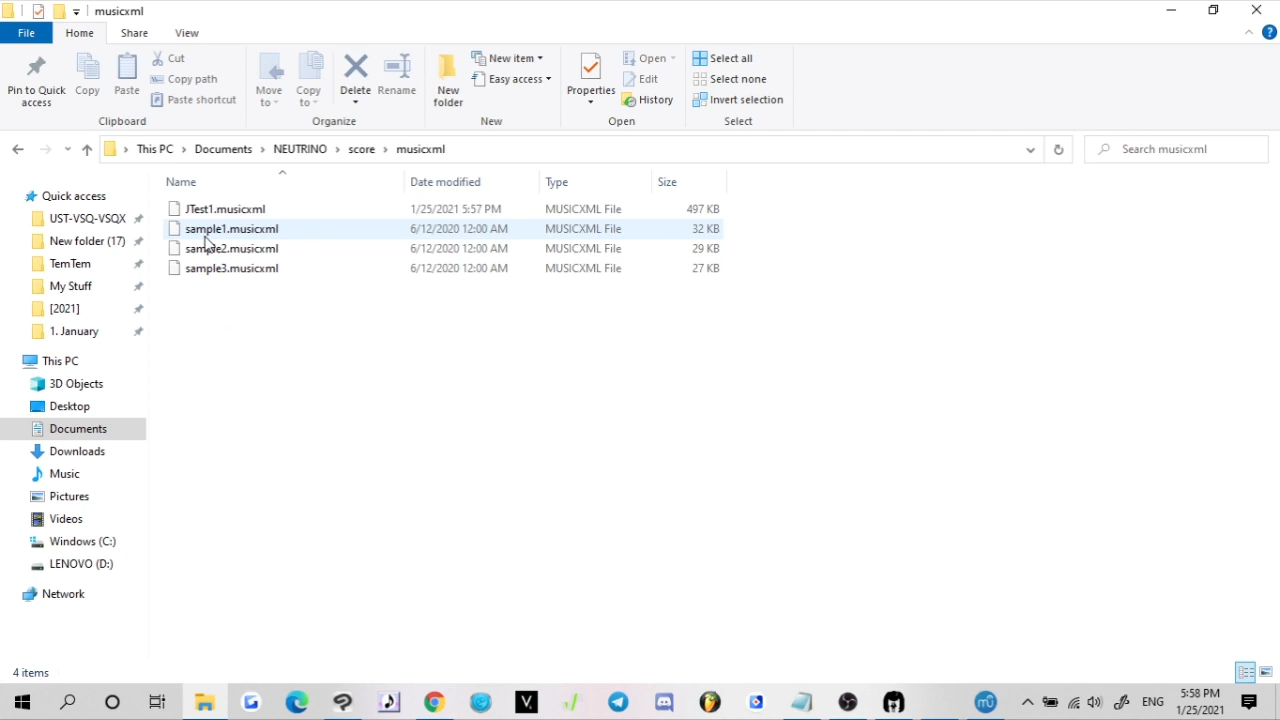 musicxml
File
Home
Share
View
Pin to Quick access
Copy
Paste
Cut
Copy path
Paste shortcut
Clipboard
Move to
Copy to
Delete
Rename
Organize
New folder
New item
Easy access
New
Properties
Open
Edit
History
Open
Select all
Select none
Invert selection
Select
This PC > Documents > NEUTRINO > score > musicxml
Search musicxml
Name Date modified Type Size
JTest1.musicxml 1/25/2021 5:57 PM MUSICXML File 497 KB
sample1.musicxml 6/12/2020 12:00 AM MUSICXML File 32 KB
sample2.musicxml 6/12/2020 12:00 AM MUSICXML File 29 KB
sample3.musicxml 6/12/2020 12:00 AM MUSICXML File 27 KB
Quick access
UST-VSQ-VSQX
New folder (17)
TemTem
My Stuff
[2021]
1. January
This PC
3D Objects
Desktop
Documents
Downloads
Music
Pictures
Videos
Windows (C:)
LENOVO (D:)
Network
4 items
ENG
5:58 PM
1/25/2021